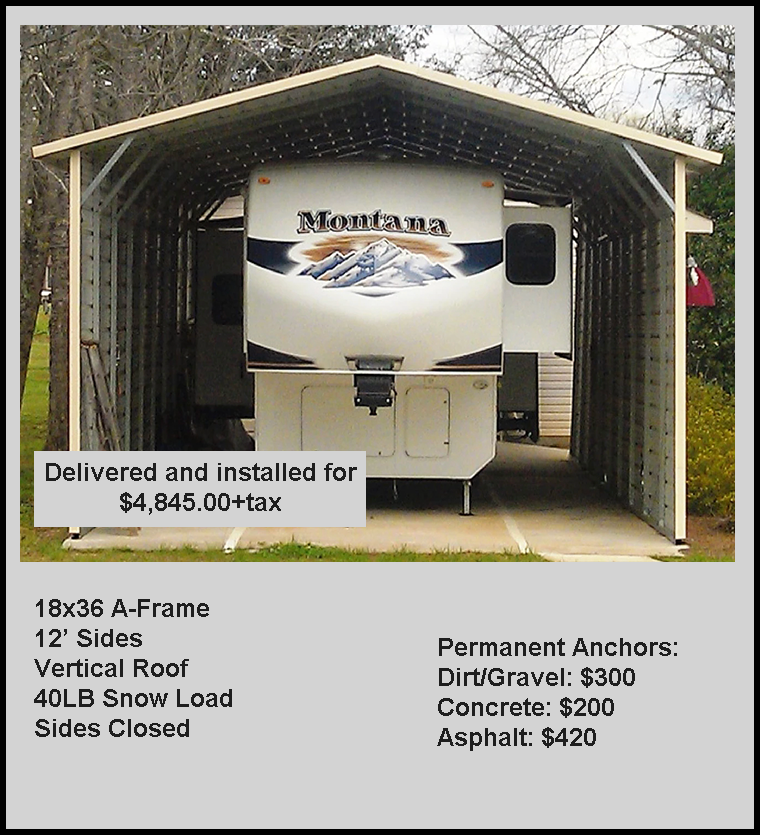 Montana
Delivered and installed for
$4,845.00+tax
18x36 A-Frame
12’ Sides
Vertical Roof
40LB Snow Load
Sides Closed
Permanent Anchors:
Dirt/Gravel: $300
Concrete: $200
Asphalt: $420